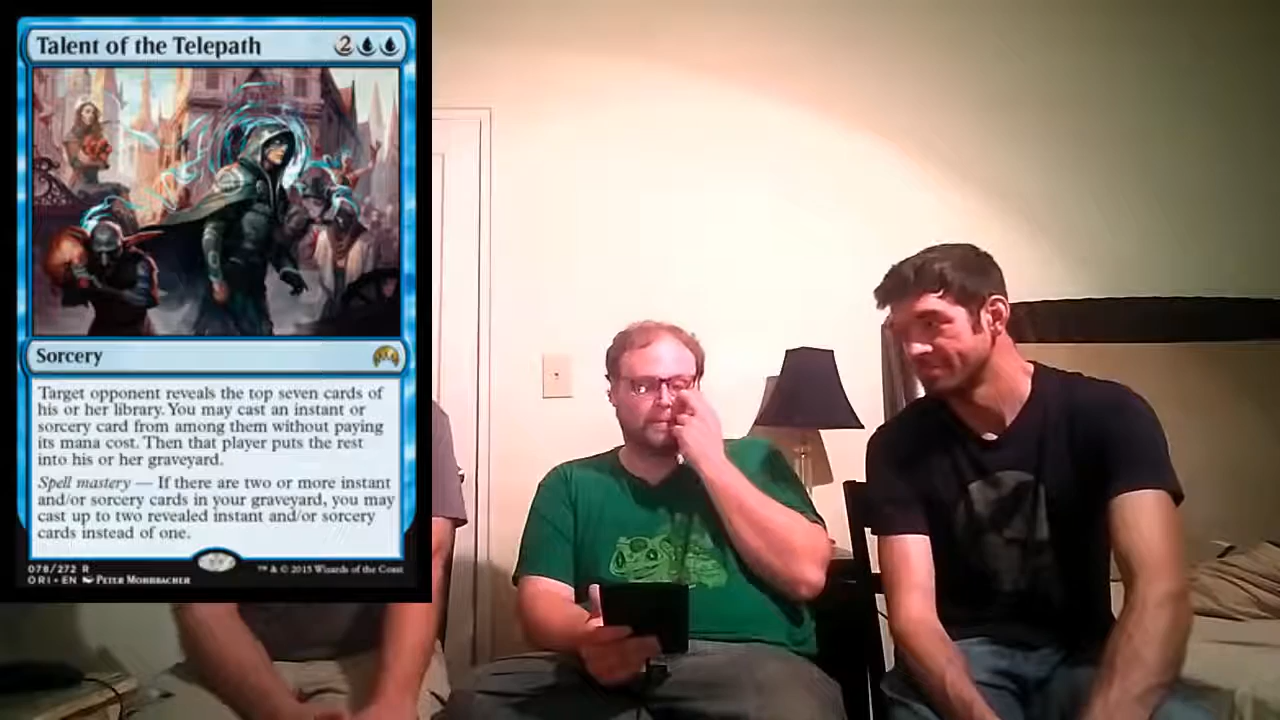 Talent of the Telepath 2
Sorcery
Target opponent reveals the top seven cards of
his or her library. You may cast an instant or
sorcery card from among them without paying
its mana cost. Then that player puts the rest
into his or her graveyard.
Spell mastery — If there are two or more instant
and/or sorcery cards in your graveyard, you may
cast up to two revealed instant and/or sorcery
cards instead of one.
078/272 R
ORI • EN Peter Mohrbacher
™ & © 2015 Wizards of the Coast